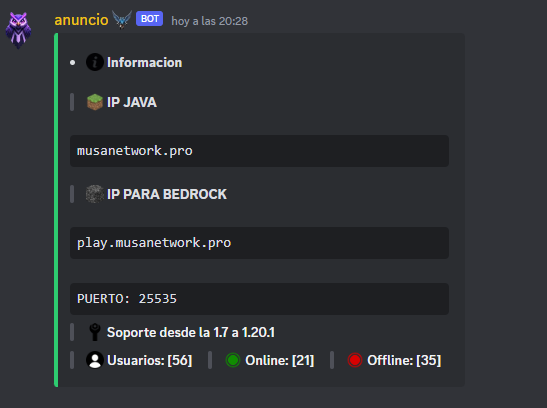 anuncio BOT hoy a las 20:28
Informacion
IP JAVA
musanetwork.pro
IP PARA BEDROCK
play.musanetwork.pro
PUERTO: 25535
Soporte desde la 1.7 a 1.20.1
Usuarios: [56] Online: [21] Offline: [35]